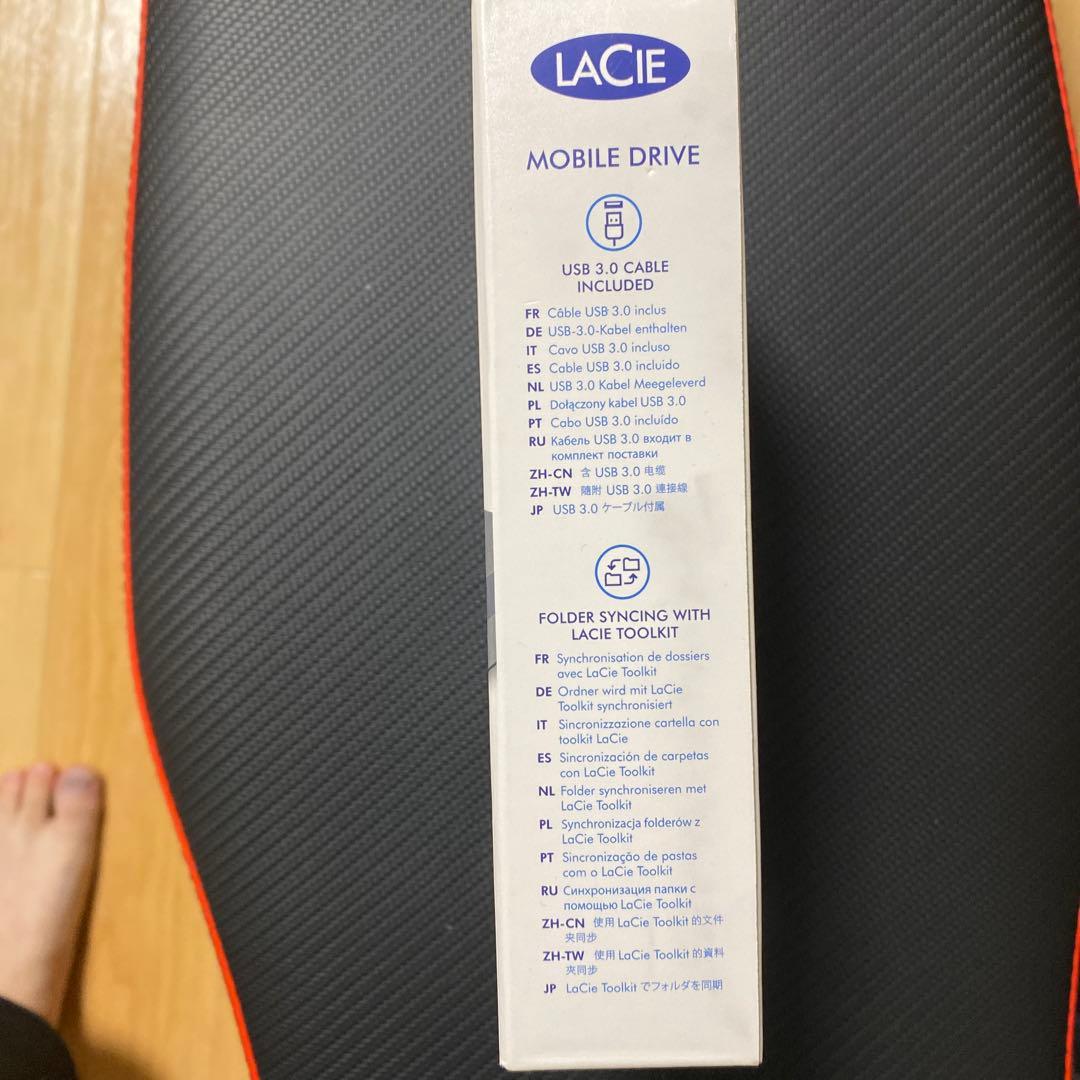 LACIE
MOBILE DRIVE
USB 3.0 CABLE
INCLUDED
FR Câble USB 3.0 inclus
DE USB-3.0-Kabel enthalten
IT Cavo USB 3.0 incluso
ES Cable USB 3.0 incluido
NL USB 3.0 Kabel Meegeleverd
PL Dołączony kabel USB 3.0
PT Cabo USB 3.0 incluído
RU Кабель USB 3.0 входит в
комплект поставки
ZH-CN 含 USB 3.0 电缆
ZH-TW 隨附 USB 3.0 連接線
JP USB 3.0 ケーブル付属
FOLDER SYNCING WITH
LACIE TOOLKIT
FR Synchronisation de dossiers
avec LaCie Toolkit
DE Ordner wird mit LaCie
Toolkit synchronisiert
IT Sincronizzazione cartella con
toolkit LaCie
ES Sincronización de carpetas
con LaCie Toolkit
NL Folder synchroniseren met
LaCie Toolkit
PL Synchronizacja folderów z
LaCie Toolkit
PT Sincronização de pastas
com o LaCie Toolkit
RU Синхронизация папки с
помощью LaCie Toolkit
ZH-CN 使用 LaCie Toolkit 的文件
夹同步
ZH-TW 使用 LaCie Toolkit 的資料
夾同步
JP LaCie Toolkit でフォルダを同期